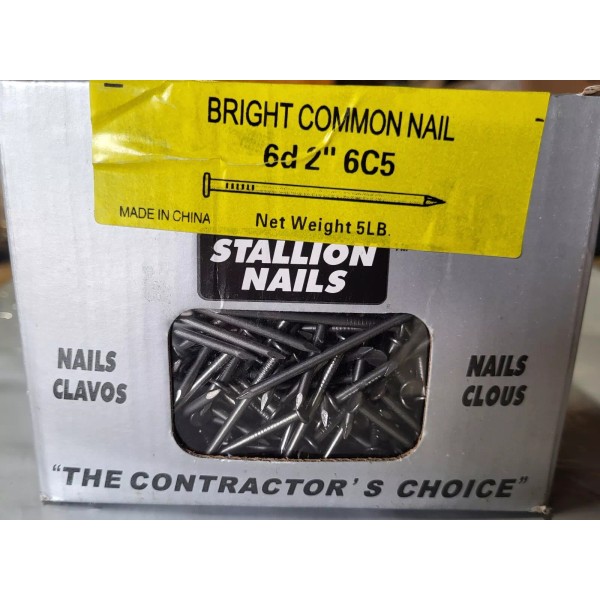 BRIGHT COMMON NAIL
6d 2" 6C5
MADE IN CHINA
Net Weight 5LB.
STALLION
NAILS
NAILS
CLAVOS
NAILS
CLOUS
"THE CONTRACTOR'S CHOICE"